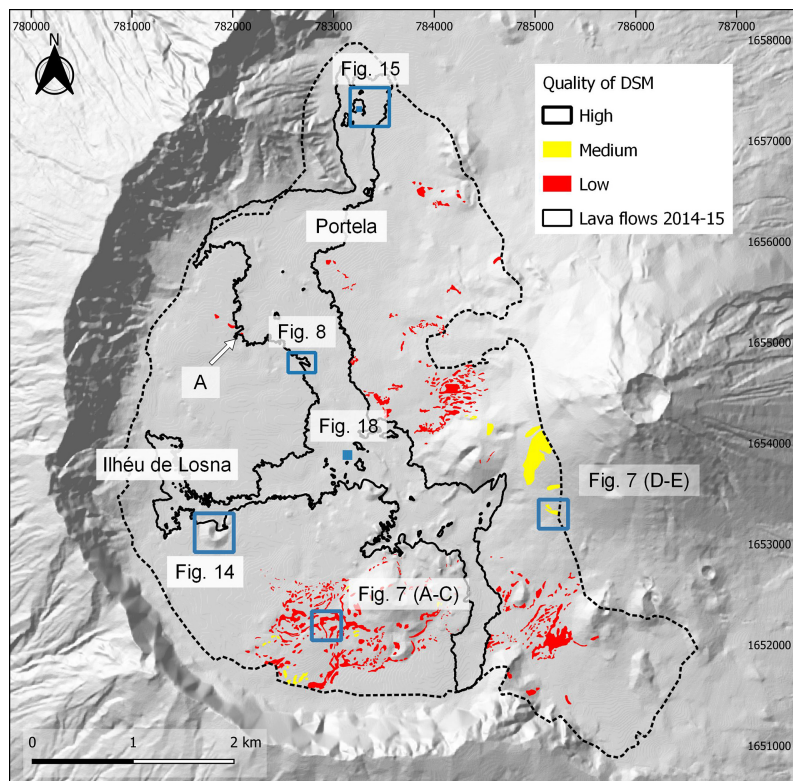 780000 781000 782000 783000 784000 785000 786000 787000
1658000
N
Fig. 15
Quality of DSM
High
Medium
Low
Lava flows 2014-15
1657000
Portela
1656000
Fig. 8
1655000
A
Fig. 18
1654000
Ilhéu de Losna
Fig. 7 (D-E)
1653000
Fig. 14
Fig. 7 (A-C)
1652000
0 1 2 km
1651000